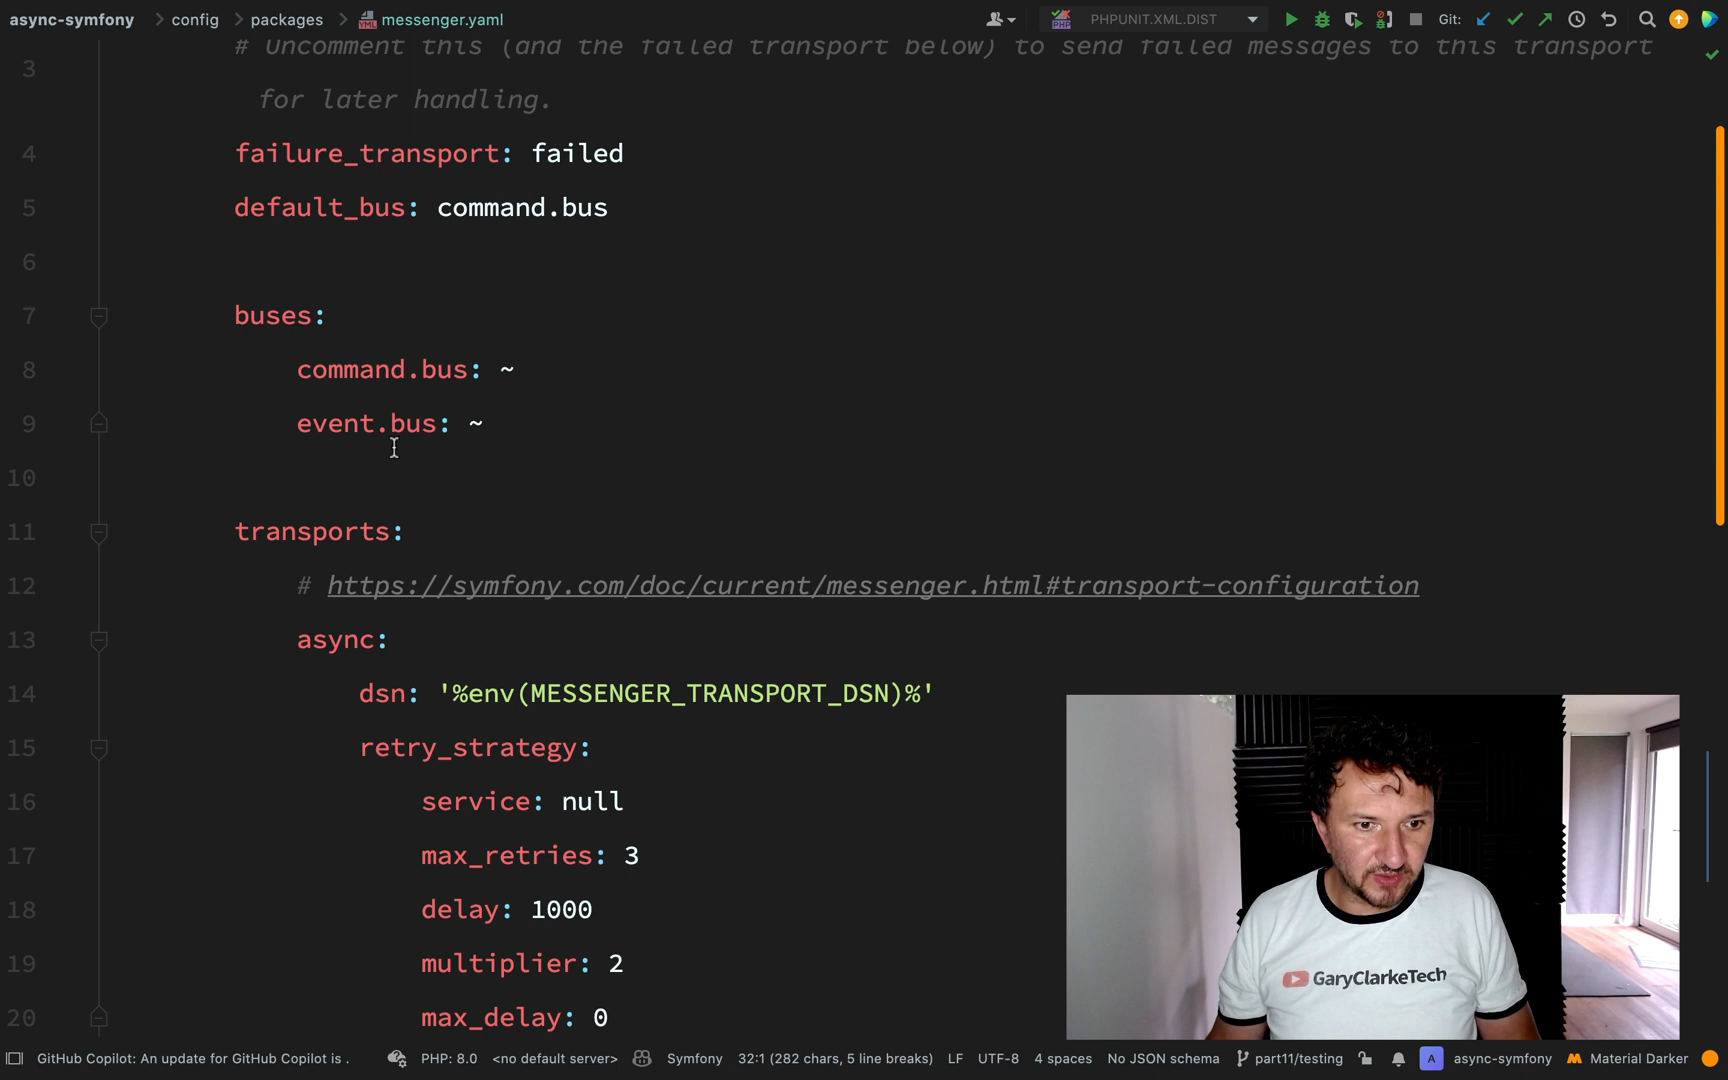 async-symfony > config > packages > messenger.yaml PHPUNIT.XML.DIST Git:
# Uncomment this (and the failed transport below) to send failed messages to this transport
3
for later handling.
4 failure_transport: failed
5 default_bus: command.bus
6
7 buses:
8 command.bus: ~
9 event.bus: ~
10
11 transports:
12 # https://symfony.com/doc/current/messenger.html#transport-configuration
13 async:
14 dsn: '%env(MESSENGER_TRANSPORT_DSN)%'
15 retry_strategy:
16 service: null
17 max_retries: 3
18 delay: 1000
19 multiplier: 2
20 max_delay: 0
GaryClarkeTech
GitHub Copilot: An update for GitHub Copilot is . PHP: 8.0 <no default server> Symfony 32:1 (282 chars, 5 line breaks) LF UTF-8 4 spaces No JSON schema part11/testing A async-symfony Material Darker